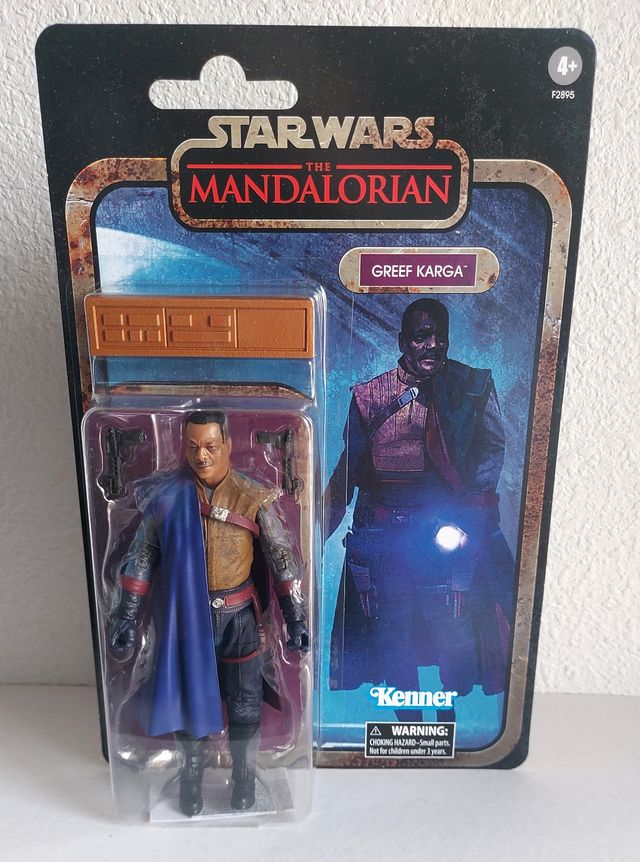 4+
F2895
STAR WARS
THE
MANDALORIAN
GREEF KARGA™
Kenner
WARNING:
CHOKING HAZARD–Small parts.
Not for children under 3 years.